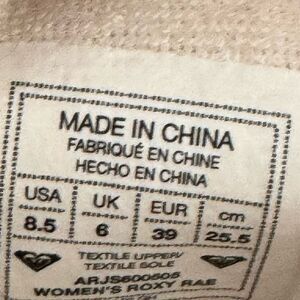 MADE IN CHINA
FABRIQUÉ EN CHINE
HECHO EN CHINA
USA UK EUR cm
8.5 6 39 25.5
TEXTILE UPPER/
TEXTILE SOLE
ARJS600505
WOMEN'S ROXY RAE